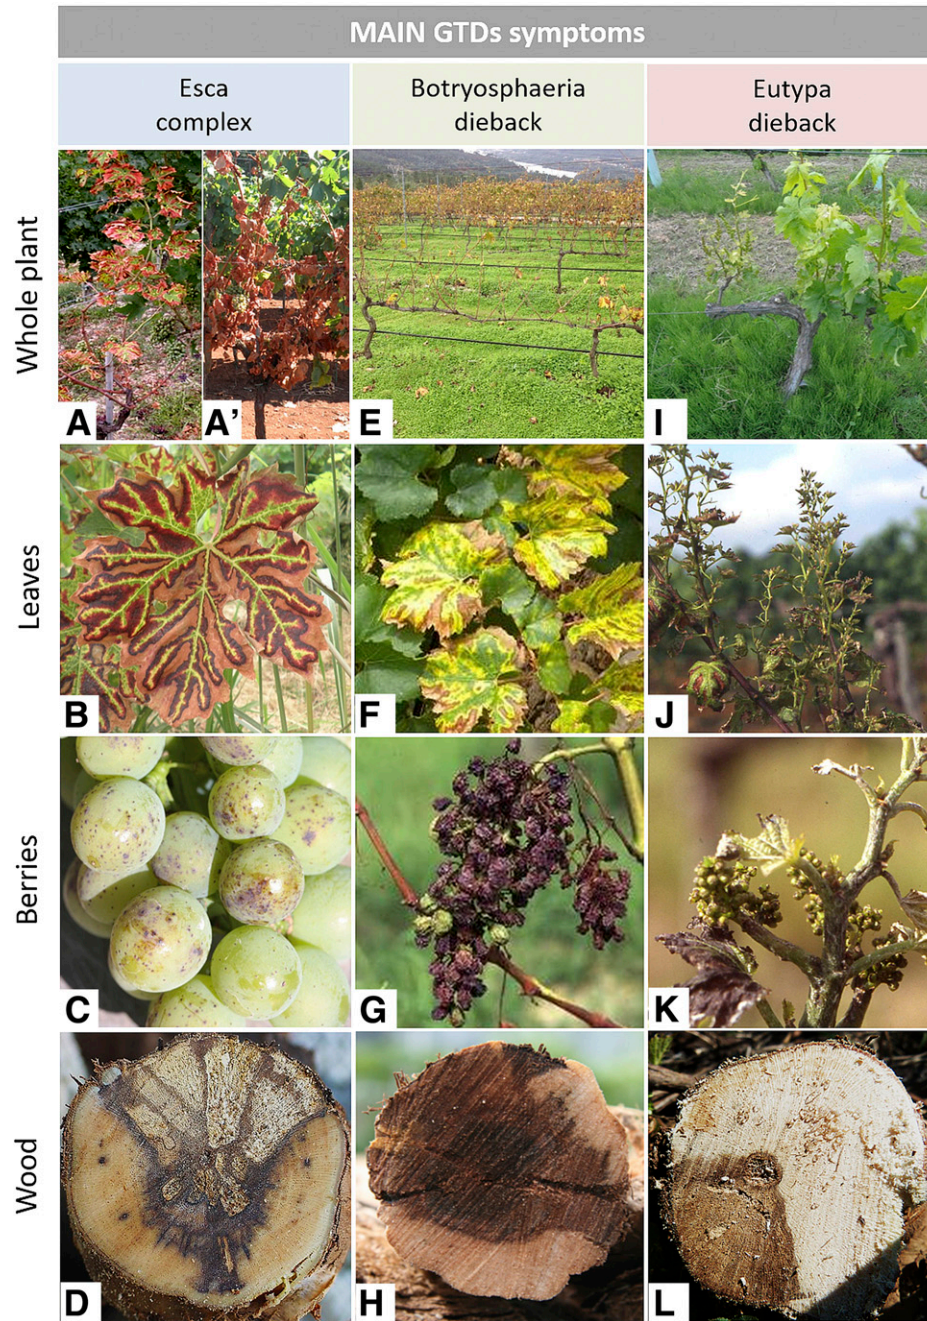 MAIN GTDs symptoms
Esca
complex
Botryosphaeria
dieback
Eutypa
dieback
Whole plant
A
A’
E
I
Leaves
B
F
J
Berries
C
G
K
Wood
D
H
L